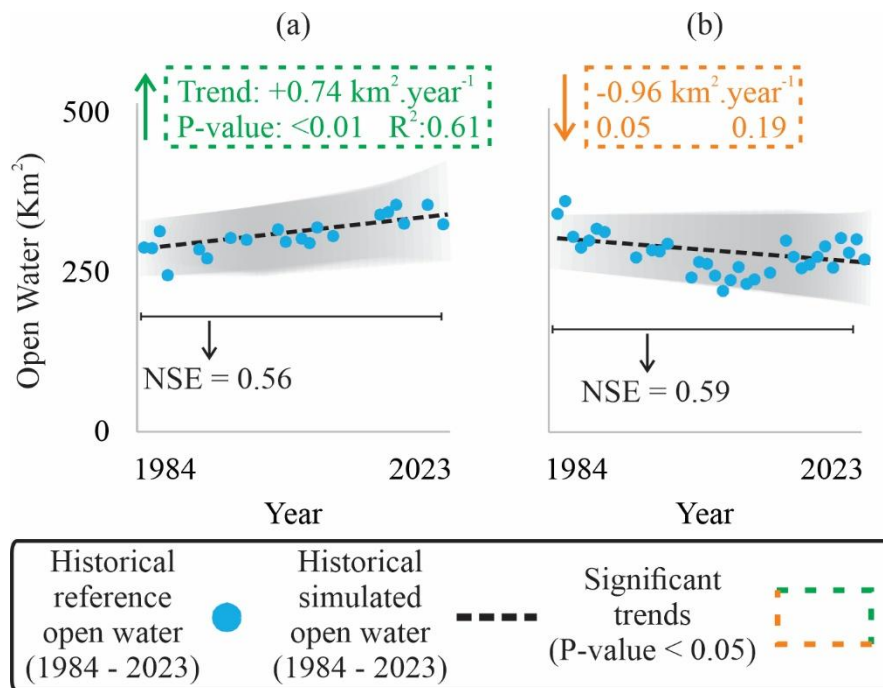 (a)
Trend: +0.74 km².year⁻¹
P-value: <0.01 R²:0.61
500
250
0
Open Water (Km²)
NSE = 0.56
1984 2023
Year
(b)
-0.96 km².year⁻¹
0.05 0.19
NSE = 0.59
1984 2023
Year
Historical
reference
open water
(1984 - 2023)
Historical
simulated
open water
(1984 - 2023)
Significant
trends
(P-value < 0.05)